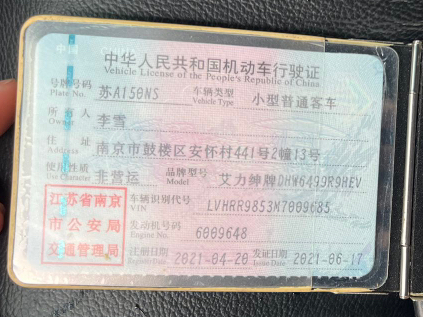 中华人民共和国机动车行驶证
Vehicle License of the People's Republic of China
号牌号码 苏A150NS 车辆类型 小型普通客车
Plate No. Vehicle Type
所有人 李雪
Owner
住址 南京市鼓楼区安怀村441号2幢13号
Address
使用性质 非营运 品牌型号 艾力绅牌DHW6499R9HEV
Use Character Model
江苏省南京
市公安局
交通管理局
车辆识别代号 LVHRR9853M7009685
VIN
发动机号码 6009648
Engine No.
注册日期 2021-04-20 发证日期 2021-06-17
Register Date Issue Date